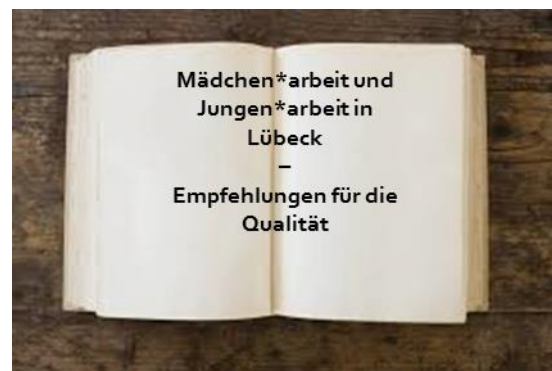 Mädchen*arbeit und
Jungen*arbeit in
Lübeck
–
Empfehlungen für die
Qualität